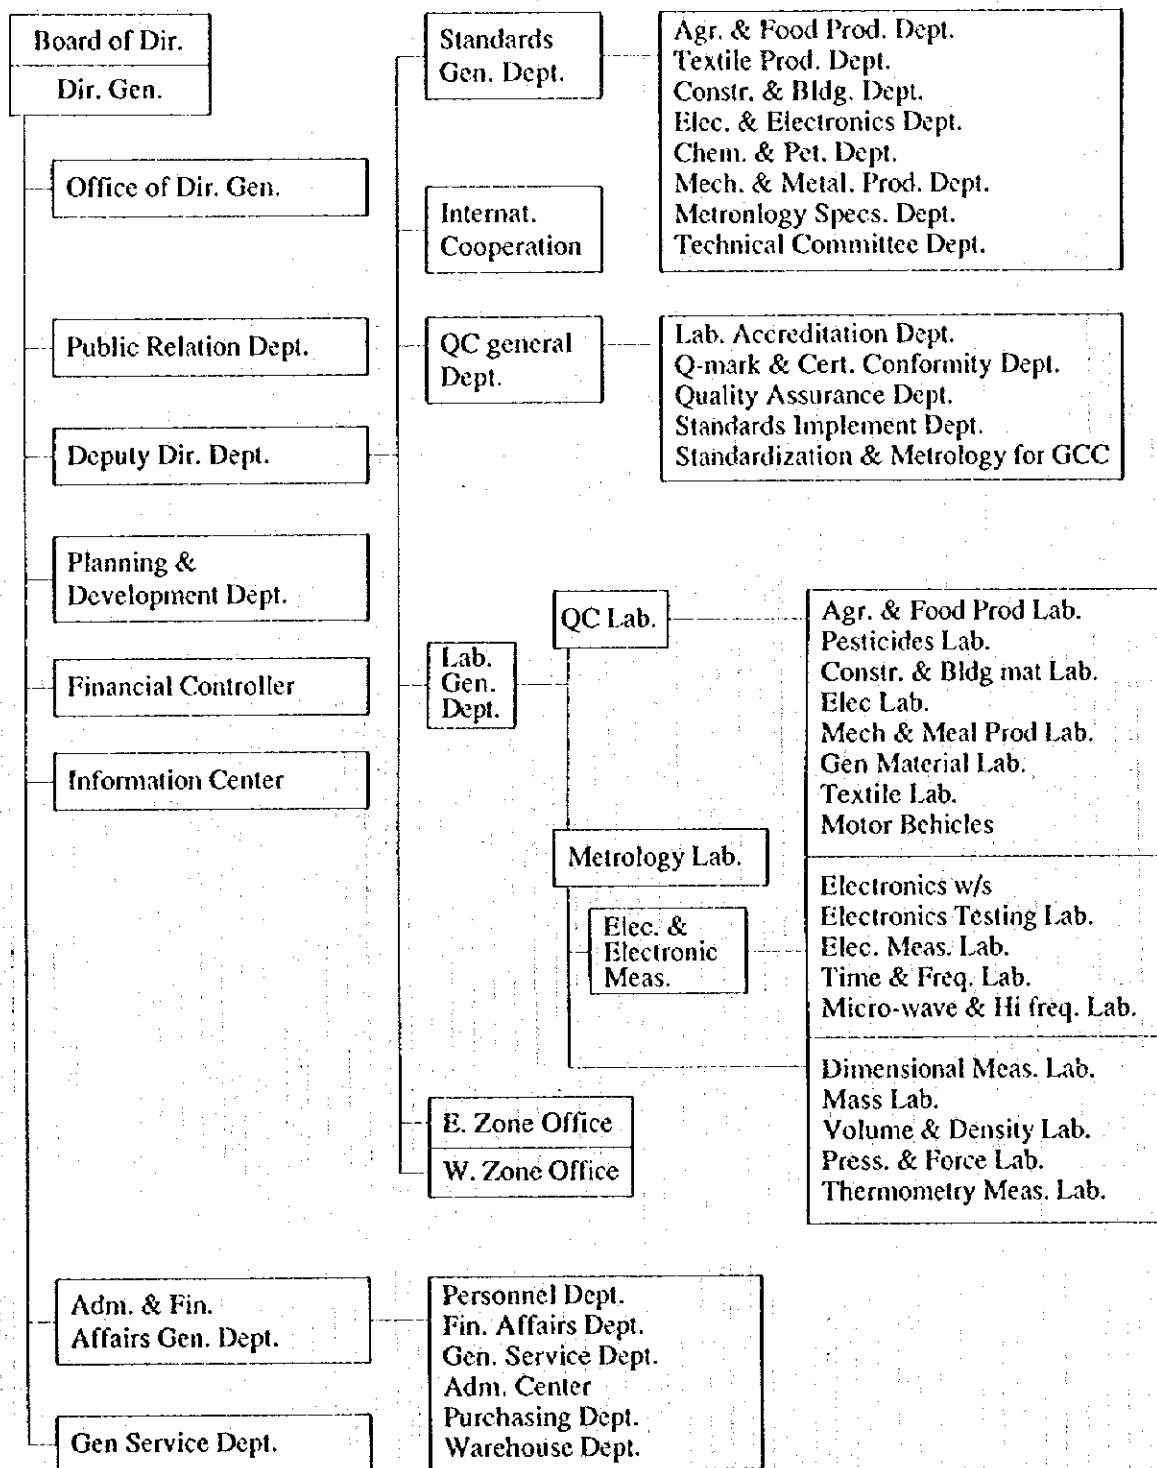 Board of Dir.
Dir. Gen.
Office of Dir. Gen.
Public Relation Dept.
Deputy Dir. Dept.
Planning &
Development Dept.
Financial Controller
Information Center
Adm. & Fin.
Affairs Gen. Dept.
Gen Service Dept.
Standards
Gen. Dept.
Internat.
Cooperation
QC general
Dept.
Lab.
Gen.
Dept.
E. Zone Office
W. Zone Office
Agr. & Food Prod. Dept.
Textile Prod. Dept.
Constr. & Bldg. Dept.
Elec. & Electronics Dept.
Chem. & Pet. Dept.
Mech. & Metal. Prod. Dept.
Metronlogy Specs. Dept.
Technical Committee Dept.
Lab. Accreditation Dept.
Q-mark & Cert. Conformity Dept.
Quality Assurance Dept.
Standards Implement Dept.
Standardization & Metrology for GCC
QC Lab.
Metrology Lab.
Elec. &
Electronic
Meas.
Agr. & Food Prod Lab.
Pesticides Lab.
Constr. & Bldg mat Lab.
Elec Lab.
Mech & Meal Prod Lab.
Gen Material Lab.
Textile Lab.
Motor Behicles
Electronics w/s
Electronics Testing Lab.
Elec. Meas. Lab.
Time & Freq. Lab.
Micro-wave & Hi freq. Lab.
Dimensional Meas. Lab.
Mass Lab.
Volume & Density Lab.
Press. & Force Lab.
Thermometry Meas. Lab.
Personnel Dept.
Fin. Affairs Dept.
Gen. Service Dept.
Adm. Center
Purchasing Dept.
Warehouse Dept.